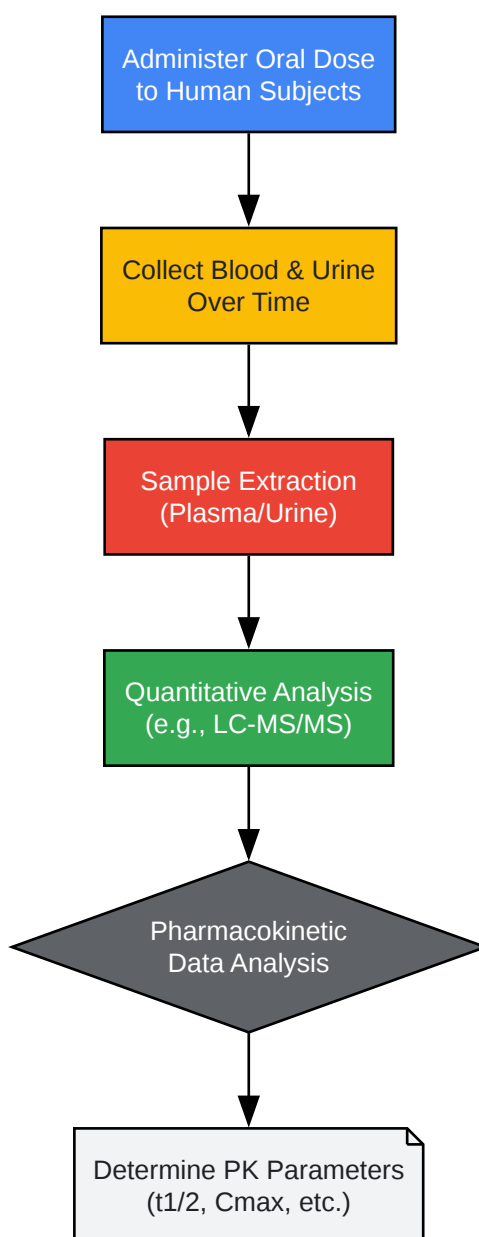 Administer Oral Dose
to Human Subjects
Collect Blood & Urine
Over Time
Sample Extraction
(Plasma/Urine)
Quantitative Analysis
(e.g., LC-MS/MS)
Pharmacokinetic
Data Analysis
Determine PK Parameters
(t1/2, Cmax, etc.)